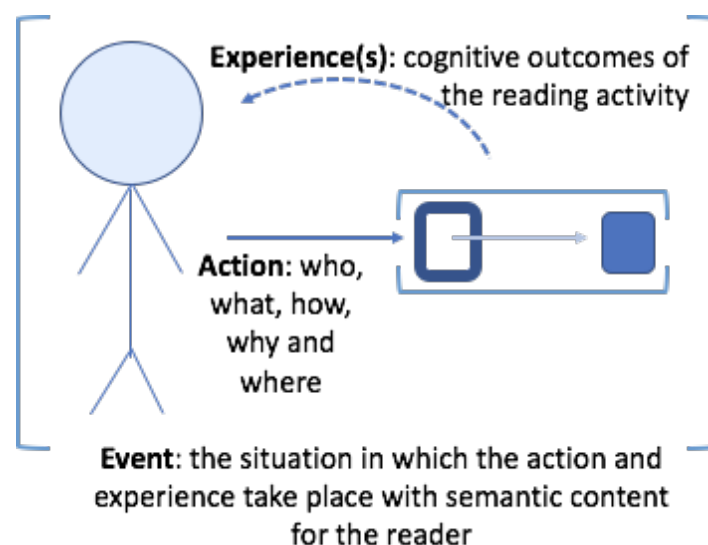 Experience(s): cognitive outcomes of
the reading activity
Action: who,
what, how,
why and
where
Event: the situation in which the action and
experience take place with semantic content
for the reader